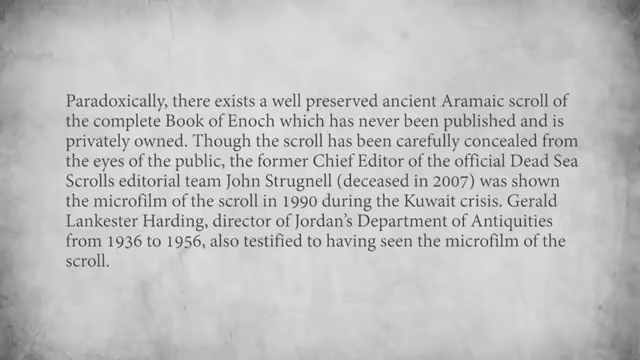 Paradoxically, there exists a well preserved ancient Aramaic scroll of
the complete Book of Enoch which has never been published and is
privately owned. Though the scroll has been carefully concealed from
the eyes of the public, the former Chief Editor of the official Dead Sea
Scrolls editorial team John Strugnell (deceased in 2007) was shown
the microfilm of the scroll in 1990 during the Kuwait crisis. Gerald
Lankester Harding, director of Jordan’s Department of Antiquities
from 1936 to 1956, also testified to having seen the microfilm of the
scroll.